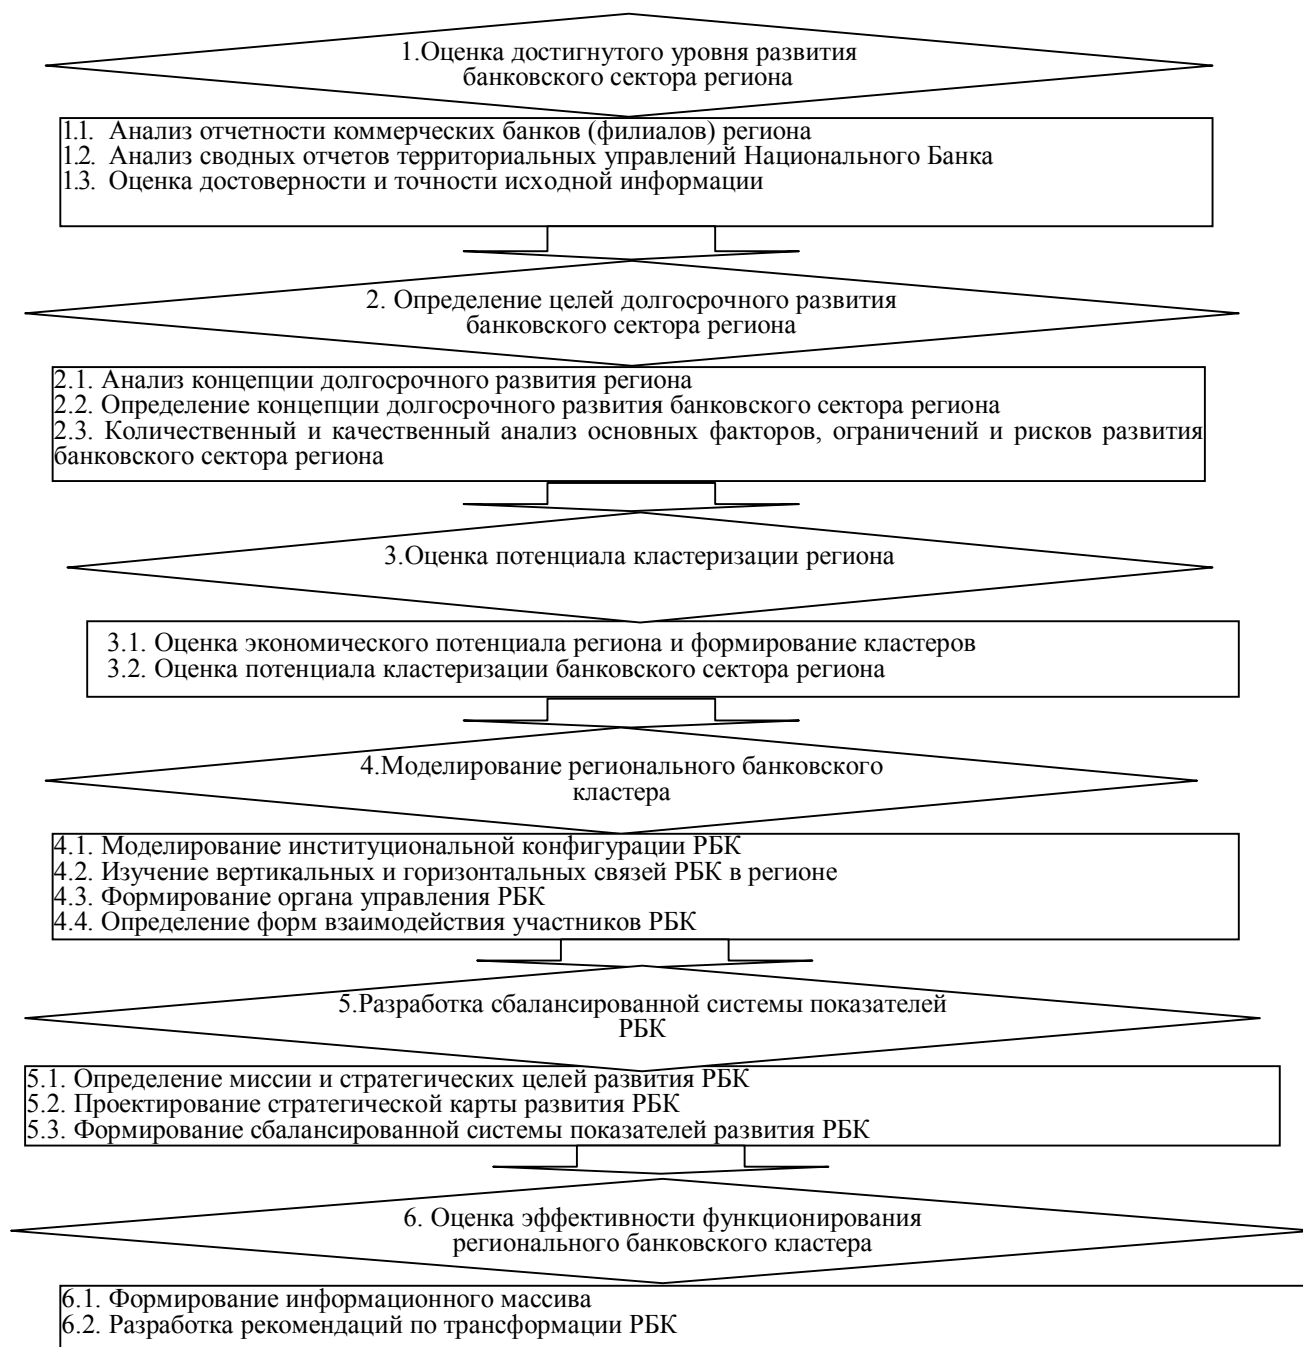 1.Оценка достигнутого уровня развития
банковского сектора региона
1.1. Анализ отчетности коммерческих банков (филиалов) региона
1.2. Анализ сводных отчетов территориальных управлений Национального Банка
1.3. Оценка достоверности и точности исходной информации
2. Определение целей долгосрочного развития
банковского сектора региона
2.1. Анализ концепции долгосрочного развития региона
2.2. Определение концепции долгосрочного развития банковского сектора региона
2.3. Количественный и качественный анализ основных факторов, ограничений и рисков развития
банковского сектора региона
3.Оценка потенциала кластеризации региона
3.1. Оценка экономического потенциала региона и формирование кластеров
3.2. Оценка потенциала кластеризации банковского сектора региона
4.Моделирование регионального банковского
кластера
4.1. Моделирование институциональной конфигурации РБК
4.2. Изучение вертикальных и горизонтальных связей РБК в регионе
4.3. Формирование органа управления РБК
4.4. Определение форм взаимодействия участников РБК
5.Разработка сбалансированной системы показателей
РБК
5.1. Определение миссии и стратегических целей развития РБК
5.2. Проектирование стратегической карты развития РБК
5.3. Формирование сбалансированной системы показателей развития РБК
6. Оценка эффективности функционирования
регионального банковского кластера
6.1. Формирование информационного массива
6.2. Разработка рекомендаций по трансформации РБК